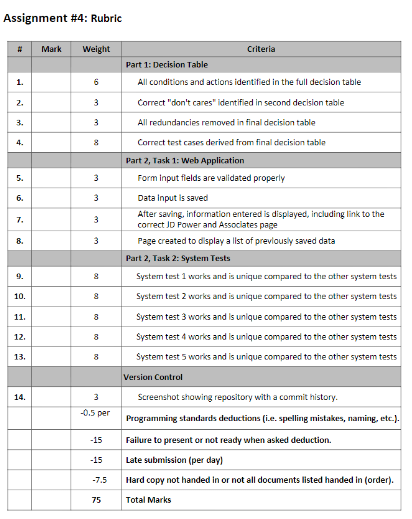 Assignment #4: Rubric
# Mark Weight Criteria
Part 1: Decision Table
1. 6 All conditions and actions identified in the full decision table
2. 3 Correct "don't cares" identified in second decision table
3. 3 All redundancies removed in final decision table
4. 8 Correct test cases derived from final decision table
Part 2, Task 1: Web Application
5. 3 Form input fields are validated properly
6. 3 Data Input is saved
7. 3 After saving, information entered is displayed, including link to the
correct JD Power and Associates page
8. 3 Page created to display a list of previously saved data
Part 2, Task 2: System Tests
9. 8 System test 1 works and is unique compared to the other system tests
10. 8 System test 2 works and is unique compared to the other system tests
11. 8 System test 3 works and is unique compared to the other system tests
12. 8 System test 4 works and is unique compared to the other system tests
13. 8 System test 5 works and is unique compared to the other system tests
Version Control
14. 3 Screenshot showing repository with a commit history.
-0.5 per Programming standards deductions (i.e. spelling mistakes, naming, etc.).
-15 Failure to present or not ready when asked deduction.
-15 Late submission (per day)
-7.5 Hard copy not handed in or not all documents listed handed in (order).
75 Total Marks